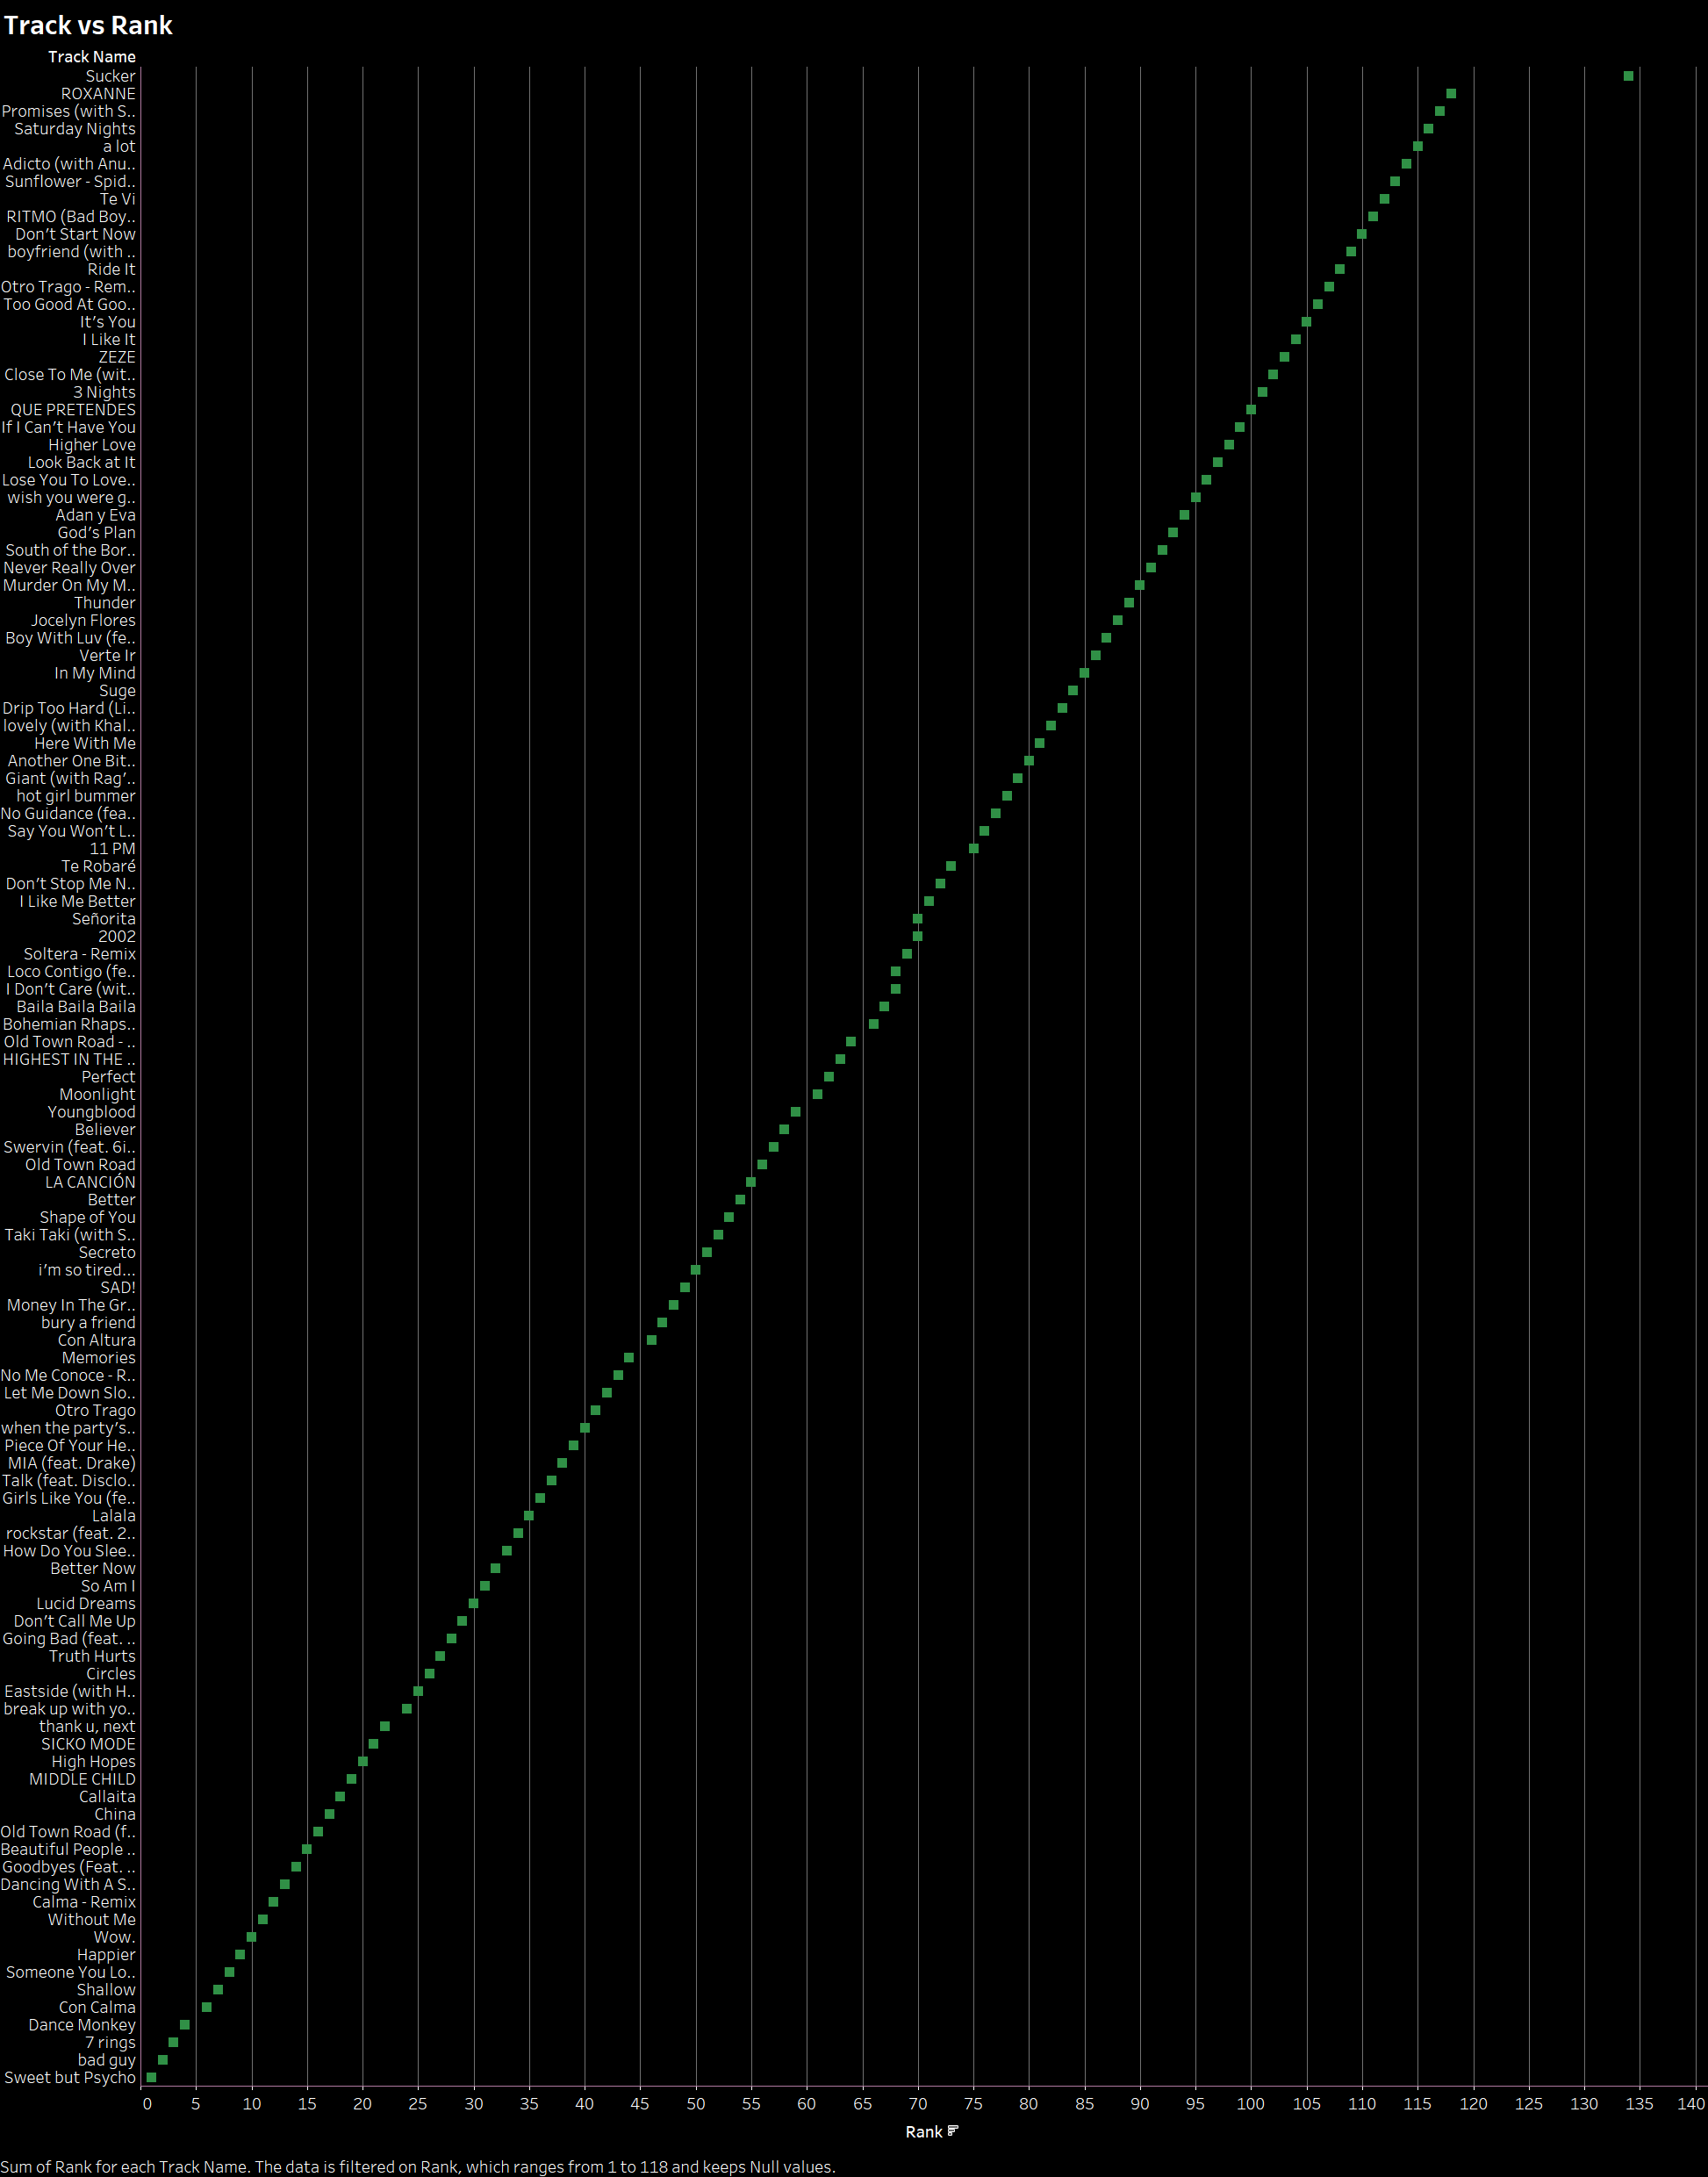 Track vs Rank
Track Name
Sucker
ROXANNE
Promises (with S..
Saturday Nights
a lot
Adicto (with Anu..
Sunflower - Spid..
Te Vi
RITMO (Bad Boy..
Don't Start Now
boyfriend (with ..
Ride It
Otro Trago - Rem..
Too Good At Goo..
It's You
I Like It
ZEZE
Close To Me (wit..
3 Nights
QUE PRETENDES
If I Can't Have You
Higher Love
Look Back at It
Lose You To Love..
wish you were g..
Adan y Eva
God's Plan
South of the Bor..
Never Really Over
Murder On My M..
Thunder
Jocelyn Flores
Boy With Luv (fe..
Verte Ir
In My Mind
Suge
Drip Too Hard (Li..
lovely (with Khal..
Here With Me
Another One Bit..
Giant (with Rag'..
hot girl bummer
No Guidance (fea..
Say You Won't L..
11 PM
Te Robaré
Don't Stop Me N..
I Like Me Better
Señorita
2002
Soltera - Remix
Loco Contigo (fe..
I Don't Care (wit..
Baila Baila Baila
Bohemian Rhaps..
Old Town Road - ..
HIGHEST IN THE ..
Perfect
Moonlight
Youngblood
Believer
Swervin (feat. 6i..
Old Town Road
LA CANCIÓN
Better
Shape of You
Taki Taki (with S..
Secreto
i'm so tired...
SAD!
Money In The Gr..
bury a friend
Con Altura
Memories
No Me Conoce - R..
Let Me Down Slo..
Otro Trago
when the party's..
Piece Of Your He..
MIA (feat. Drake)
Talk (feat. Disclo..
Girls Like You (fe..
Lalala
rockstar (feat. 2..
How Do You Slee..
Better Now
So Am I
Lucid Dreams
Don't Call Me Up
Going Bad (feat. ..
Truth Hurts
Circles
Eastside (with H..
break up with yo..
thank u, next
SICKO MODE
High Hopes
MIDDLE CHILD
Callaita
China
Old Town Road (f..
Beautiful People ..
Goodbyes (Feat. ..
Dancing With A S..
Calma - Remix
Without Me
Wow.
Happier
Someone You Lo..
Shallow
Con Calma
Dance Monkey
7 rings
bad guy
Sweet but Psycho
0 5 10 15 20 25 30 35 40 45 50 55 60 65 70 75 80 85 90 95 100 105 110 115 120 125 130 135 140
Rank
Sum of Rank for each Track Name. The data is filtered on Rank, which ranges from 1 to 118 and keeps Null values.